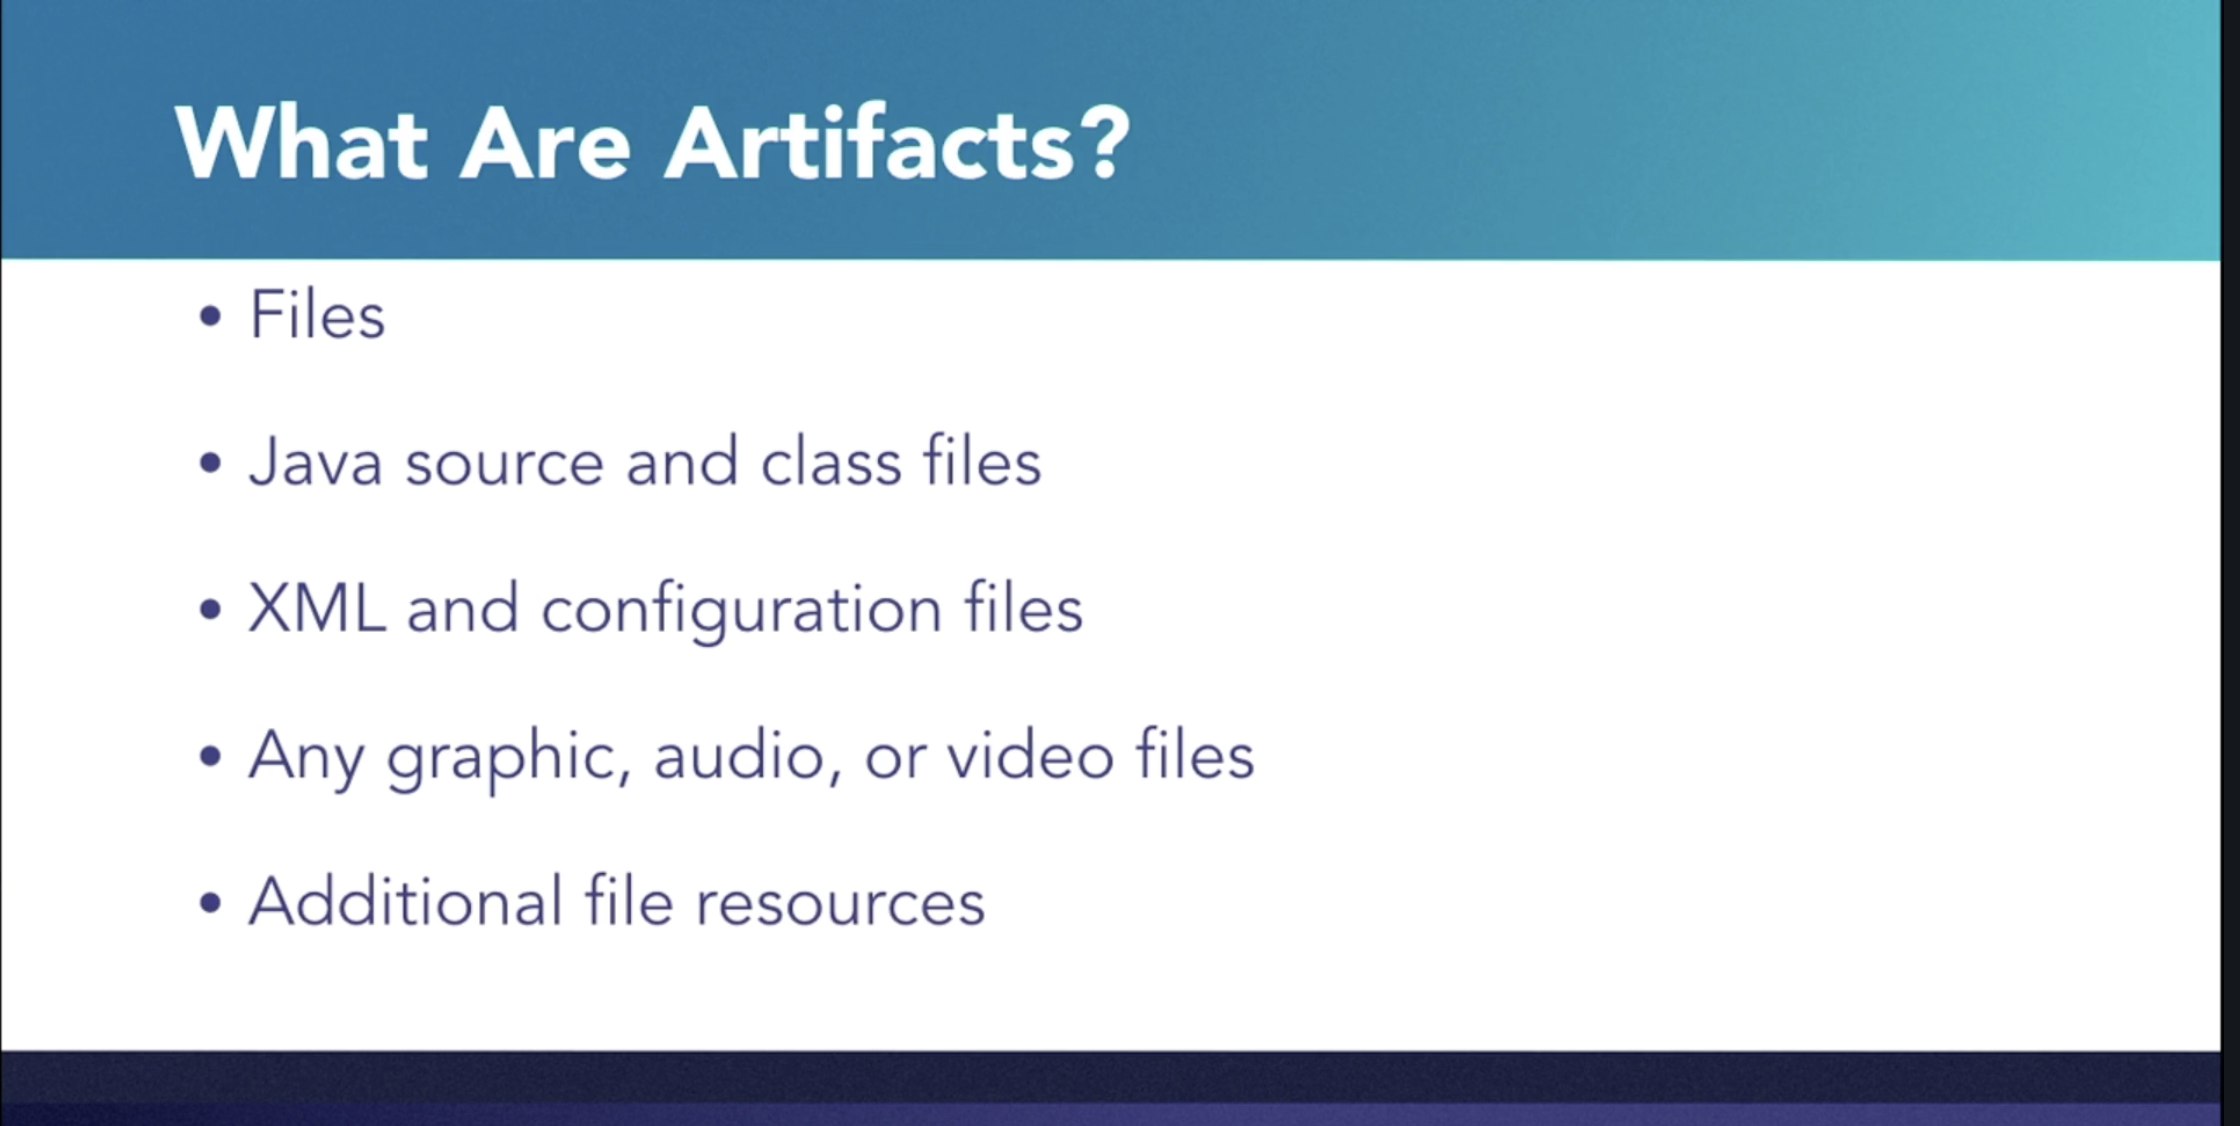 What Are Artifacts?
• Files
• Java source and class files
• XML and configuration files
• Any graphic, audio, or video files
• Additional file resources